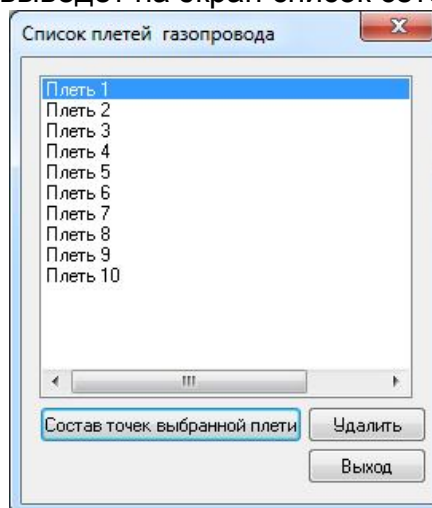 Список плетей газопровода
Плеть 1
Плеть 2
Плеть 3
Плеть 4
Плеть 5
Плеть 6
Плеть 7
Плеть 8
Плеть 9
Плеть 10
Состав точек выбранной плети Удалить
Выход